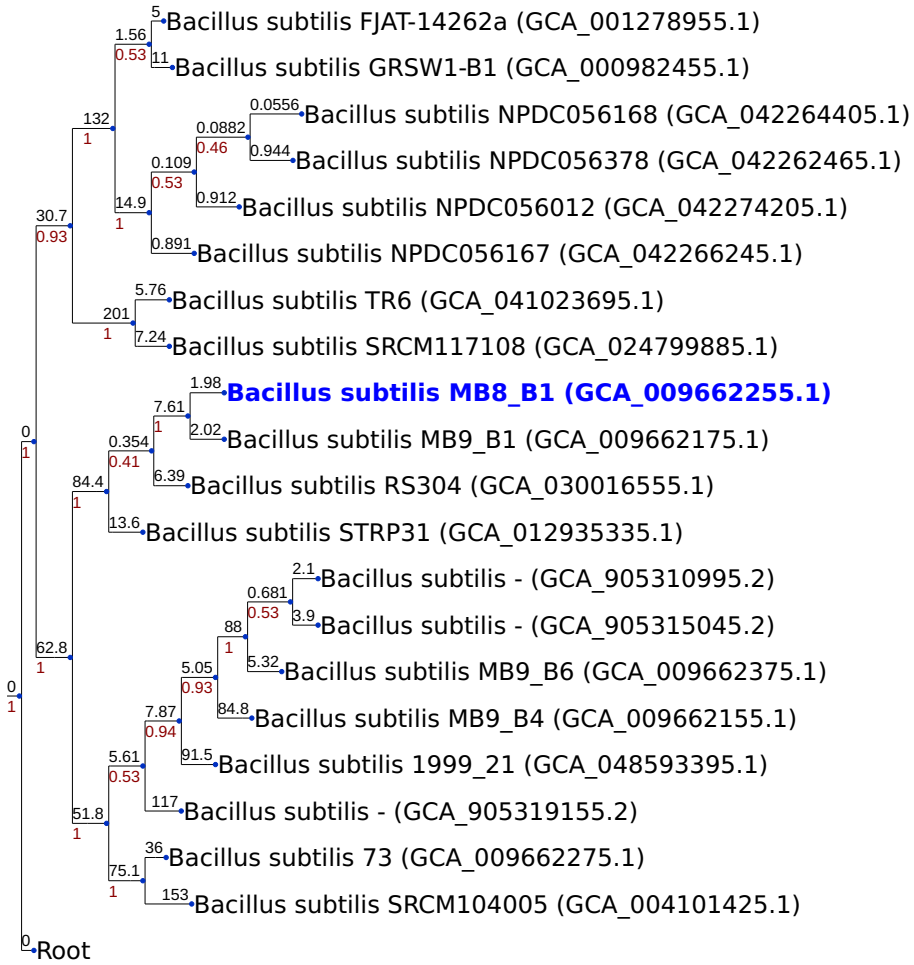 5
Bacillus subtilis FJAT-14262a (GCA_001278955.1)
1.56
0.53
11
Bacillus subtilis GRSW1-B1 (GCA_000982455.1)
0.0556
Bacillus subtilis NPDC056168 (GCA_042264405.1)
132
1
0.0882
0.46
0.944
Bacillus subtilis NPDC056378 (GCA_042262465.1)
0.109
0.53
0.912
Bacillus subtilis NPDC056012 (GCA_042274205.1)
14.9
1
30.7
0.93
0.891
Bacillus subtilis NPDC056167 (GCA_042266245.1)
5.76
Bacillus subtilis TR6 (GCA_041023695.1)
201
1
7.24
Bacillus subtilis SRCM117108 (GCA_024799885.1)
1.98
Bacillus subtilis MB8_B1 (GCA_009662255.1)
7.61
1
2.02
Bacillus subtilis MB9_B1 (GCA_009662175.1)
0
1
0.354
0.41
6.39
Bacillus subtilis RS304 (GCA_030016555.1)
84.4
1
13.6
Bacillus subtilis STRP31 (GCA_012935335.1)
2.1
Bacillus subtilis - (GCA_905310995.2)
0.681
0.53
3.9
Bacillus subtilis - (GCA_905315045.2)
88
1
62.8
1
5.32
Bacillus subtilis MB9_B6 (GCA_009662375.1)
5.05
0.93
0
1
84.8
Bacillus subtilis MB9_B4 (GCA_009662155.1)
7.87
0.94
91.5
Bacillus subtilis 1999_21 (GCA_048593395.1)
5.61
0.53
117
Bacillus subtilis - (GCA_905319155.2)
51.8
1
36
Bacillus subtilis 73 (GCA_009662275.1)
75.1
1
153
Bacillus subtilis SRCM104005 (GCA_004101425.1)
0
Root